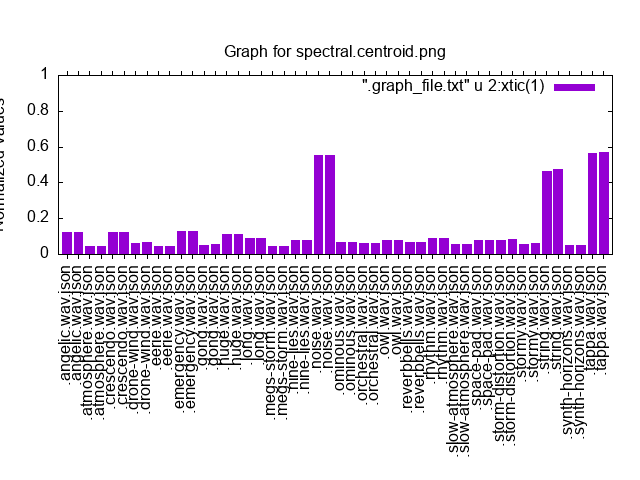 Graph for spectral.centroid.png
".graph_file.txt" u 2:xtic(1)
Normalized Values
1
0.8
0.6
0.4
0.2
0
.angelic.wav.json
.angelic.wav.json
.atmosphere.wav.json
.atmosphere.wav.json
.crescendo.wav.json
.crescendo.wav.json
.drone-wind.wav.json
.drone-wind.wav.json
.eerie.wav.json
.eerie.wav.json
.emergency.wav.json
.emergency.wav.json
.gong.wav.json
.gong.wav.json
.huge.wav.json
.huge.wav.json
.long.wav.json
.long.wav.json
.megs-storm.wav.json
.megs-storm.wav.json
.nine-lies.wav.json
.nine-lies.wav.json
.noise.wav.json
.noise.wav.json
.ominous.wav.json
.ominous.wav.json
.orchestral.wav.json
.orchestral.wav.json
.owl.wav.json
.owl.wav.json
.reverbbells.wav.json
.reverbbells.wav.json
.rhythm.wav.json
.rhythm.wav.json
.slow-atmosphere.wav.json
.slow-atmosphere.wav.json
.space-pad.wav.json
.space-pad.wav.json
.storm-distortion.wav.json
.storm-distortion.wav.json
.stormy.wav.json
.stormy.wav.json
.string.wav.json
.string.wav.json
.synth-horizons.wav.json
.synth-horizons.wav.json
.tappa.wav.json
.tappa.wav.json